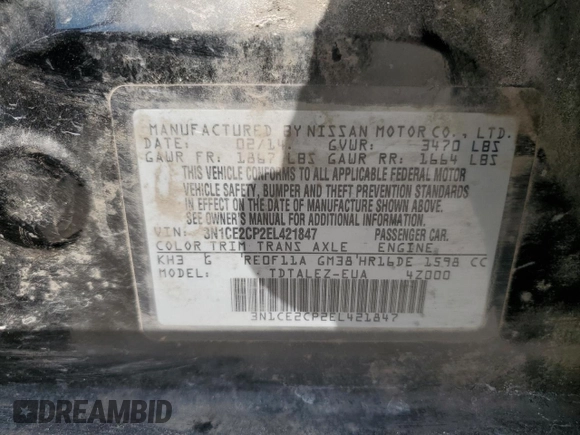 MANUFACTURED BY NISSAN MOTOR CO., LTD.
DATE: 02/14 GVWR: 3470 LBS
GAWR FR: 1867 LBS GAWR RR: 1664 LBS
THIS VEHICLE CONFORMS TO ALL APPLICABLE FEDERAL MOTOR
VEHICLE SAFETY, BUMPER AND THEFT PREVENTION STANDARDS
IN EFFECT ON THE DATE OF MANUFACTURE SHOWN ABOVE.
SEE OWNER'S MANUAL FOR ADDITIONAL INFORMATION.
VIN: 3N1CE2CP2EL421847 PASSENGER CAR.
COLOR TRIM TRANS AXLE ENGINE
KH3 G RE0F11A GM38 HR16DE 1598 CC
MODEL: TDTALEZ-EUA 4Z000
3N1CE2CP2EL421847
DREAMBID